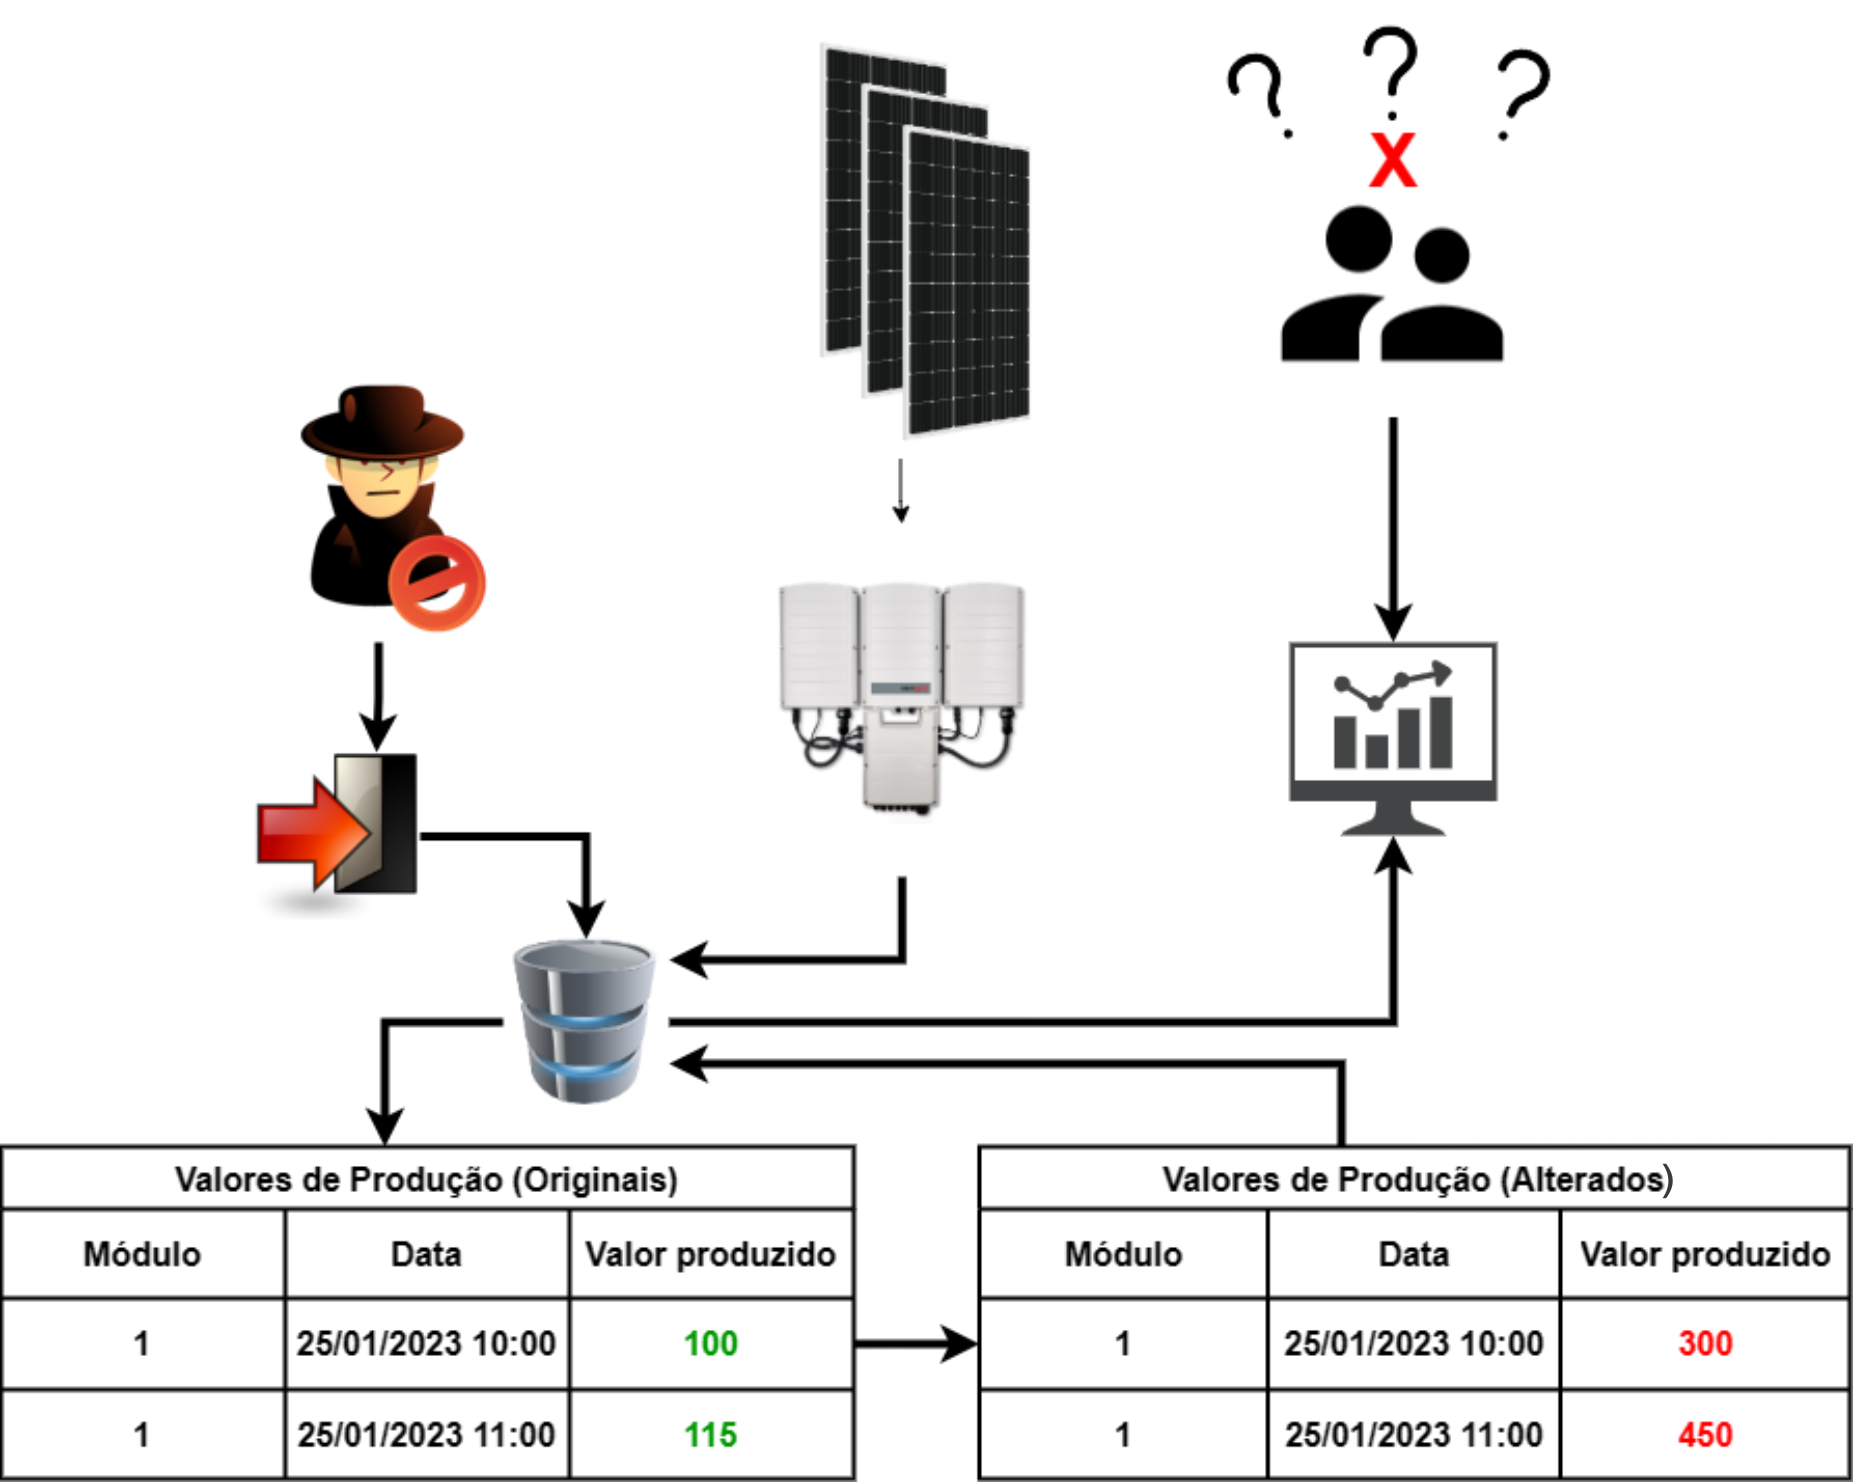 ? ? ?
X
Valores de Produção (Originais)
Módulo Data Valor produzido
1 25/01/2023 10:00 100
1 25/01/2023 11:00 115
Valores de Produção (Alterados)
Módulo Data Valor produzido
1 25/01/2023 10:00 300
1 25/01/2023 11:00 450